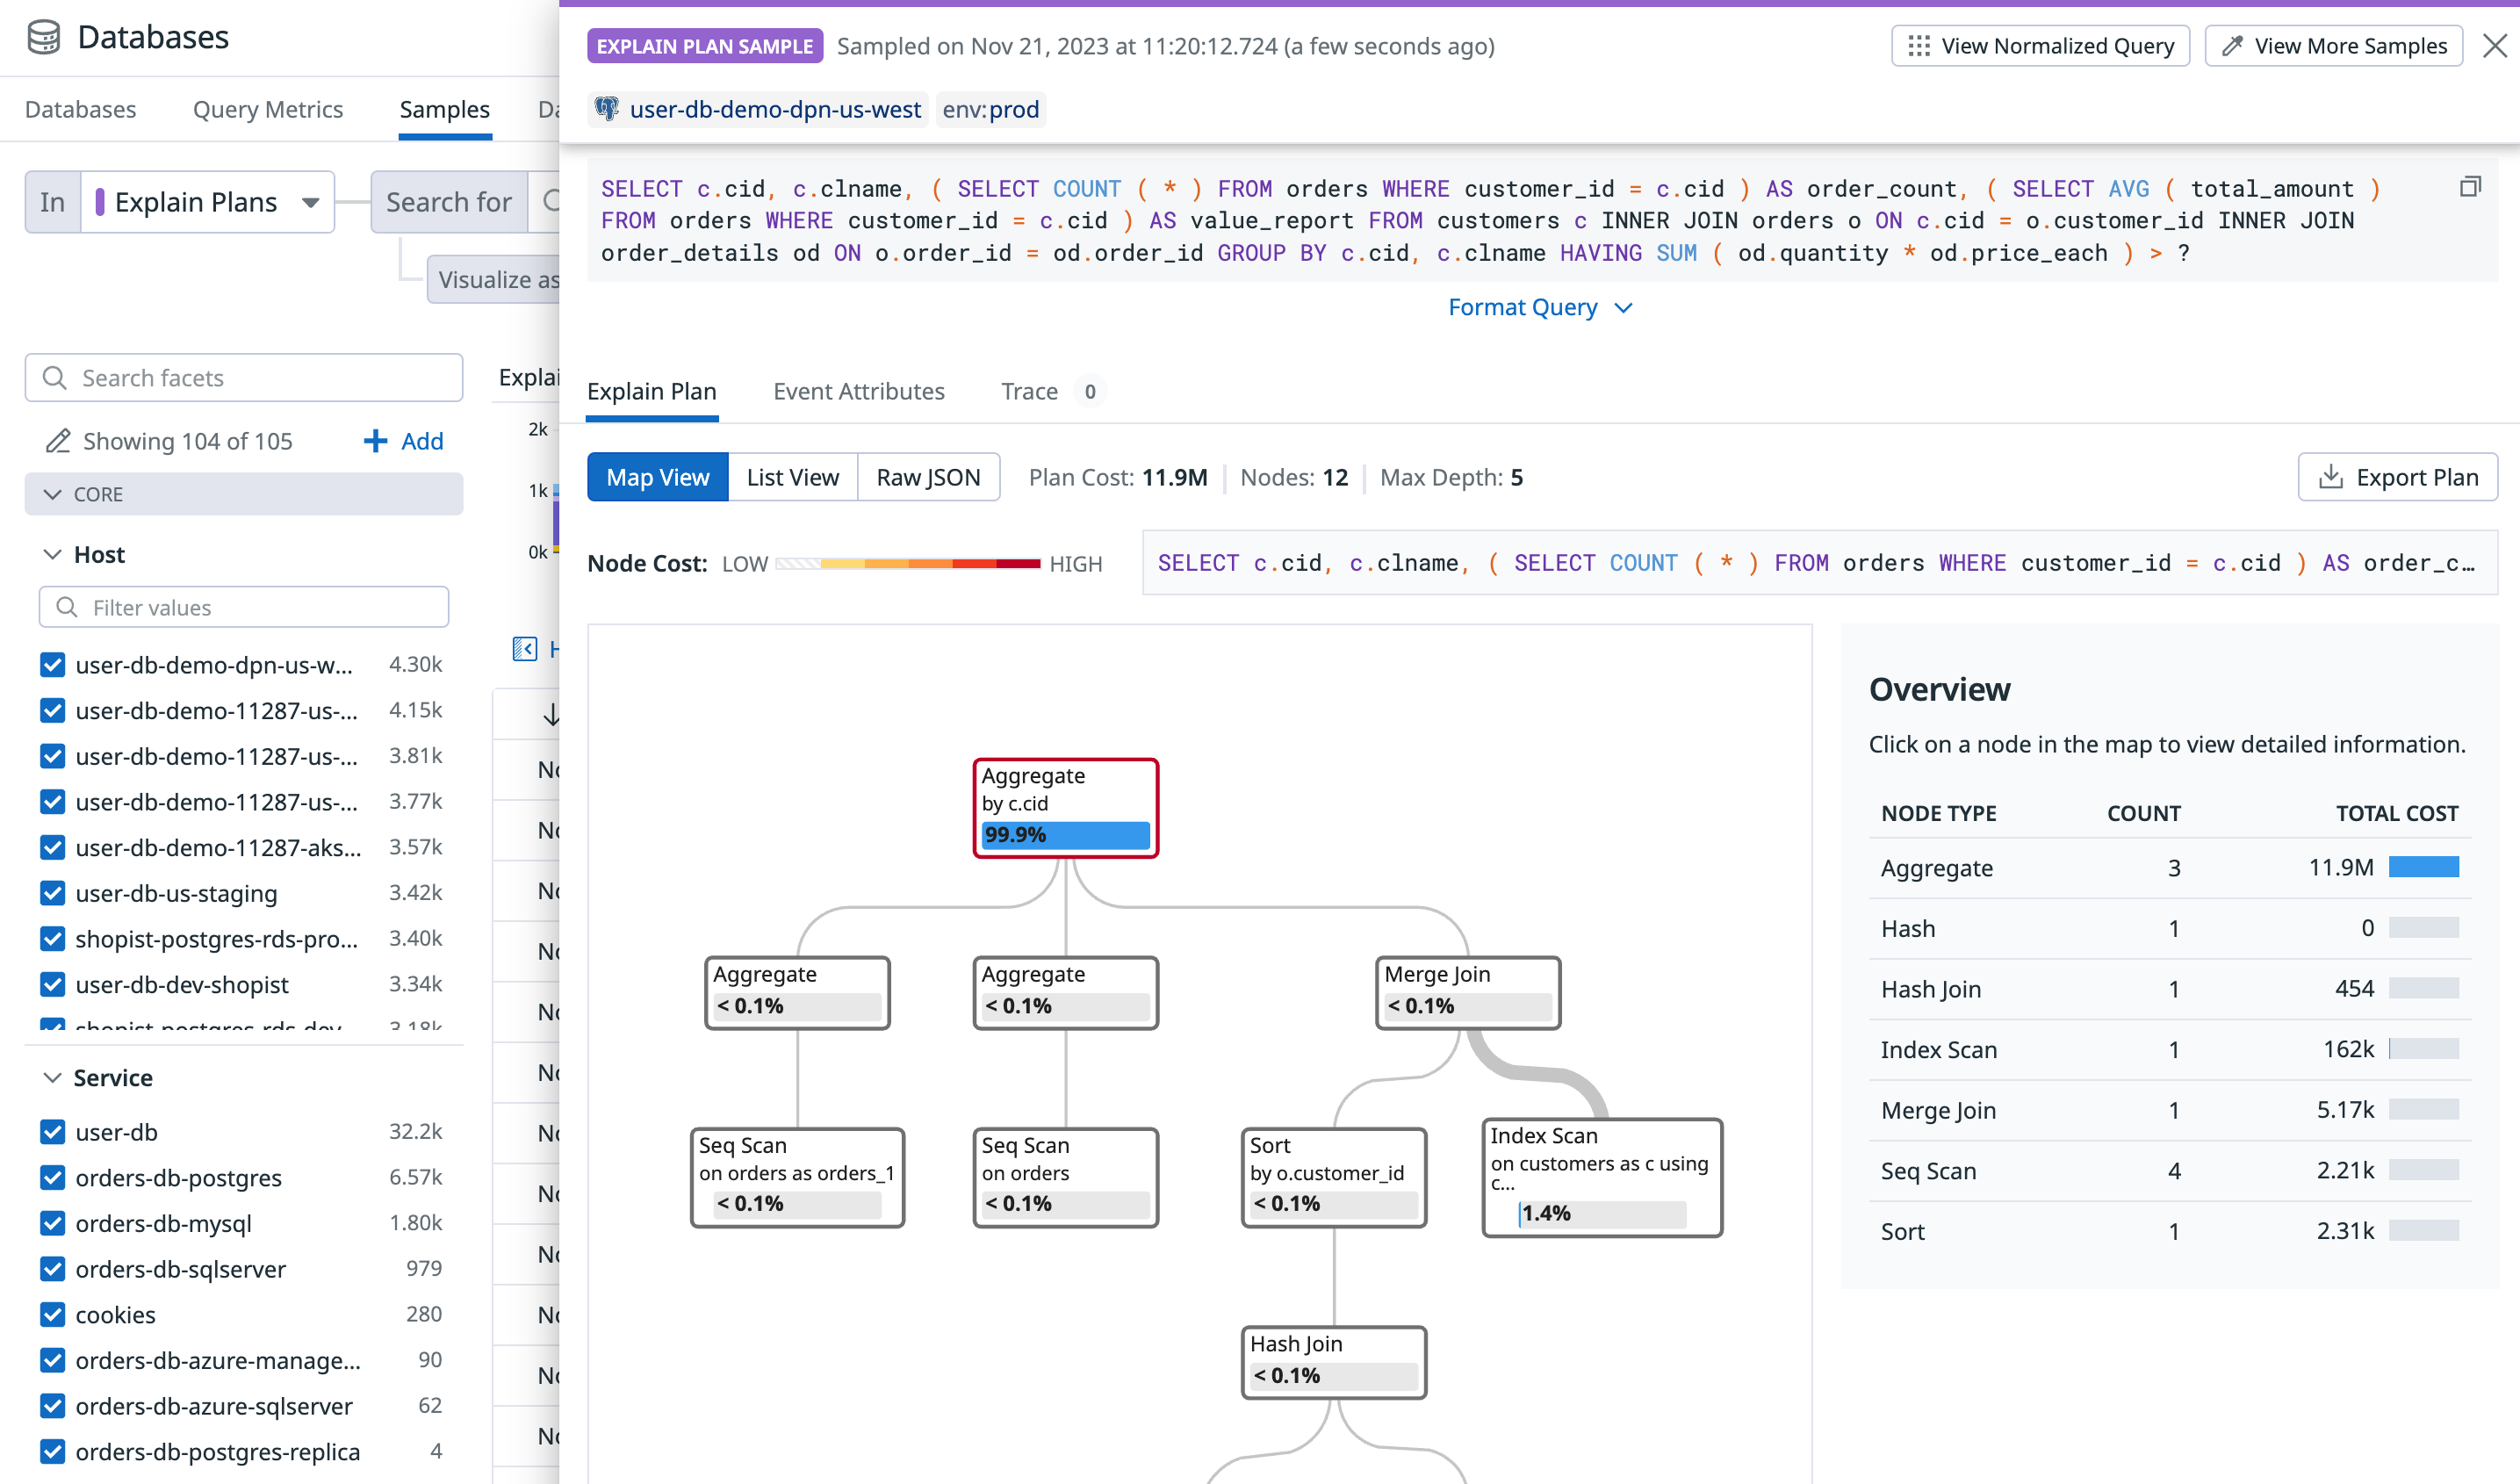 Databases
Databases
Query Metrics
Samples
In
Explain Plans
Search for
Visualize as
Search facets
Showing 104 of 105
Add
CORE
Host
Filter values
user-db-demo-dpn-us-w... 4.30k
user-db-demo-11287-us-... 4.15k
user-db-demo-11287-us-... 3.81k
user-db-demo-11287-us-... 3.77k
user-db-demo-11287-aks... 3.57k
user-db-us-staging 3.42k
shopist-postgres-rds-pro... 3.40k
user-db-dev-shopist 3.34k
Service
user-db 32.2k
orders-db-postgres 6.57k
orders-db-mysql 1.80k
orders-db-sqlserver 979
cookies 280
orders-db-azure-manage... 90
orders-db-azure-sqlserver 62
orders-db-postgres-replica 4
2k
1k
0k
EXPLAIN PLAN SAMPLE
Sampled on Nov 21, 2023 at 11:20:12.724 (a few seconds ago)
View Normalized Query
View More Samples
user-db-demo-dpn-us-west
env:prod
SELECT c.cid, c.clname, ( SELECT COUNT ( * ) FROM orders WHERE customer_id = c.cid ) AS order_count, ( SELECT AVG ( total_amount )
FROM orders WHERE customer_id = c.cid ) AS value_report FROM customers c INNER JOIN orders o ON c.cid = o.customer_id INNER JOIN
order_details od ON o.order_id = od.order_id GROUP BY c.cid, c.clname HAVING SUM ( od.quantity * od.price_each ) > ?
Format Query
Explain Plan
Event Attributes
Trace 0
Map View
List View
Raw JSON
Plan Cost: 11.9M
Nodes: 12
Max Depth: 5
Export Plan
Node Cost: LOW HIGH
SELECT c.cid, c.clname, ( SELECT COUNT ( * ) FROM orders WHERE customer_id = c.cid ) AS order_c…
Aggregate
by c.cid
99.9%
Aggregate
< 0.1%
Aggregate
< 0.1%
Merge Join
< 0.1%
Seq Scan
on orders as orders_1
< 0.1%
Seq Scan
on orders
< 0.1%
Sort
by o.customer_id
< 0.1%
Index Scan
on customers as c using
c...
1.4%
Hash Join
< 0.1%
Overview
Click on a node in the map to view detailed information.
NODE TYPE COUNT TOTAL COST
Aggregate 3 11.9M
Hash 1 0
Hash Join 1 454
Index Scan 1 162k
Merge Join 1 5.17k
Seq Scan 4 2.21k
Sort 1 2.31k